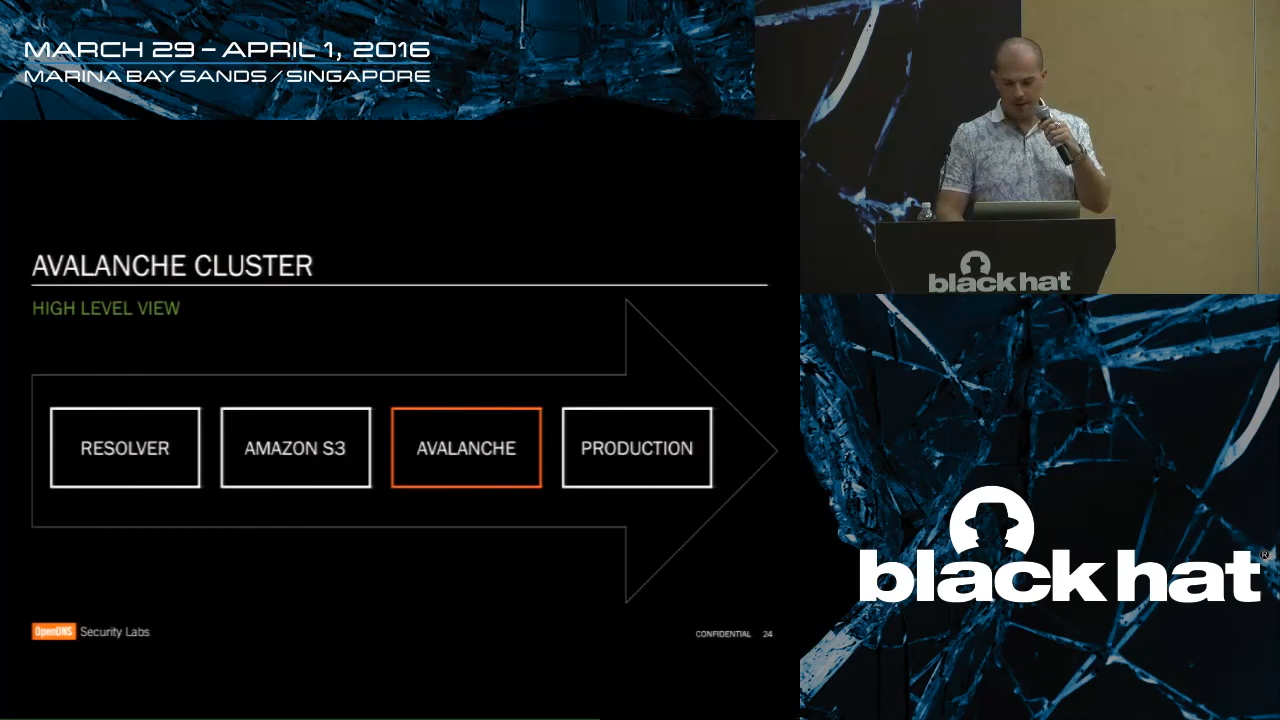 MARCH 29 – APRIL 1, 2016
MARINA BAY SANDS / SINGAPORE
black hat
AVALANCHE CLUSTER
HIGH LEVEL VIEW
RESOLVER
AMAZON S3
AVALANCHE
PRODUCTION
black hat®
OpenDNS Security Labs
CONFIDENTIAL 24